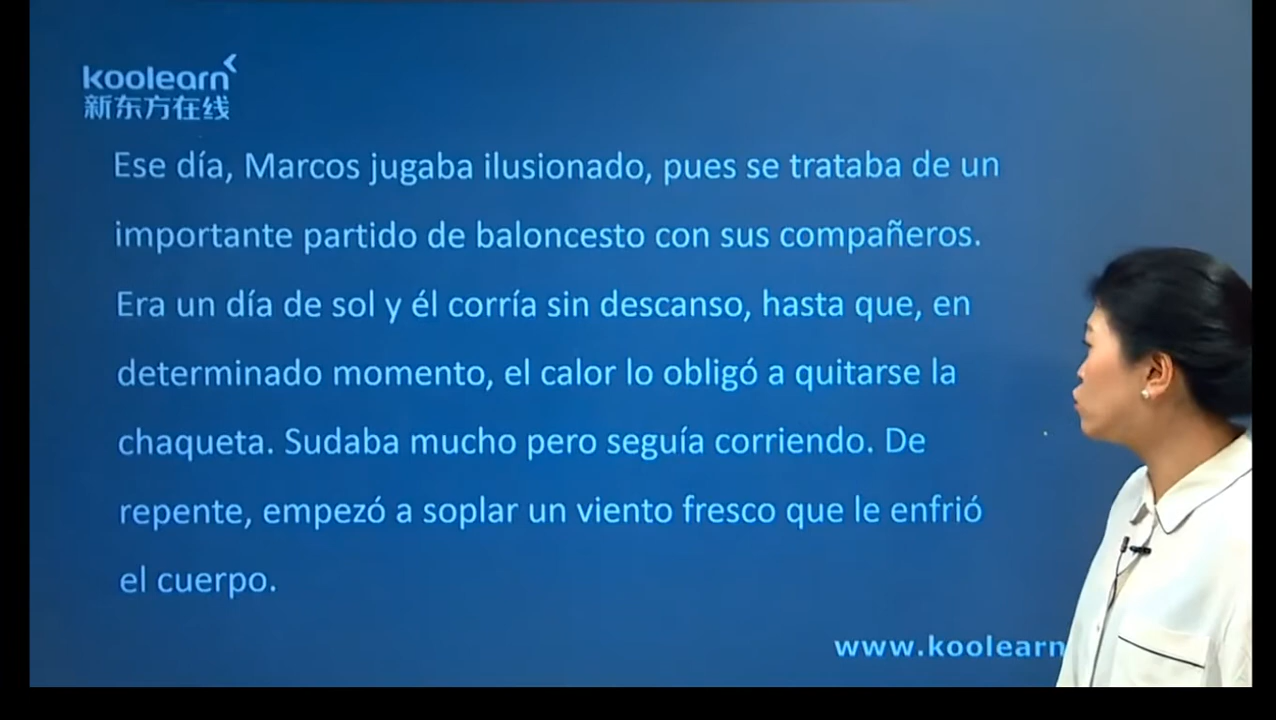 koolearn
新东方在线
Ese día, Marcos jugaba ilusionado, pues se trataba de un
importante partido de baloncesto con sus compañeros.
Era un día de sol y él corría sin descanso, hasta que, en
determinado momento, el calor lo obligó a quitarse la
chaqueta. Sudaba mucho pero seguía corriendo. De
repente, empezó a soplar un viento fresco que le enfrió
el cuerpo.
www.koolearn